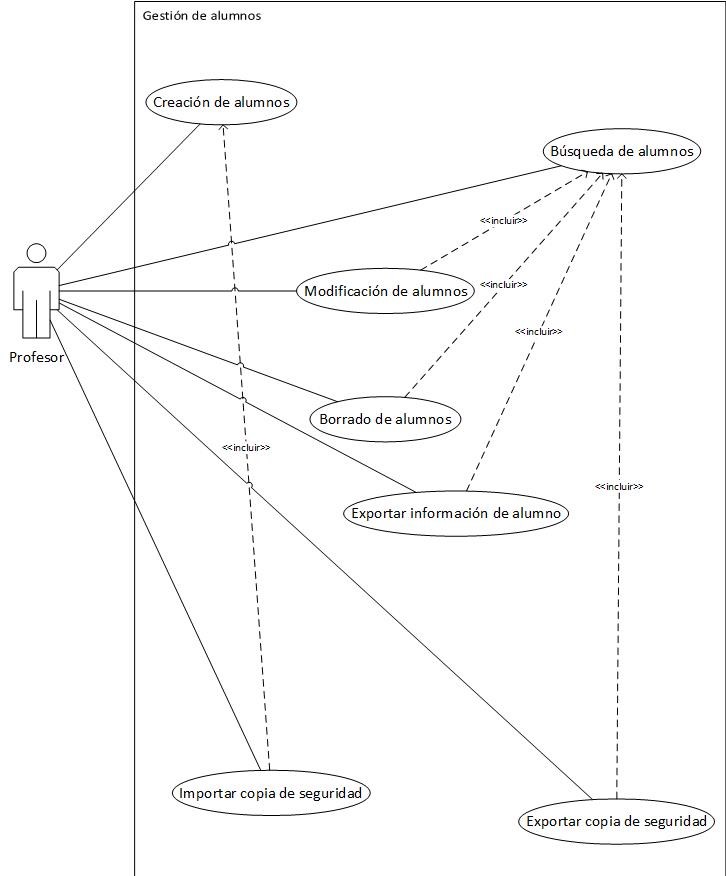 Gestión de alumnos
Creación de alumnos
Búsqueda de alumnos
<<incluir>>
<<incluir>>
Modificación de alumnos
<<incluir>>
Profesor
Borrado de alumnos
<<incluir>>
<<incluir>>
Exportar información de alumno
Importar copia de seguridad
Exportar copia de seguridad